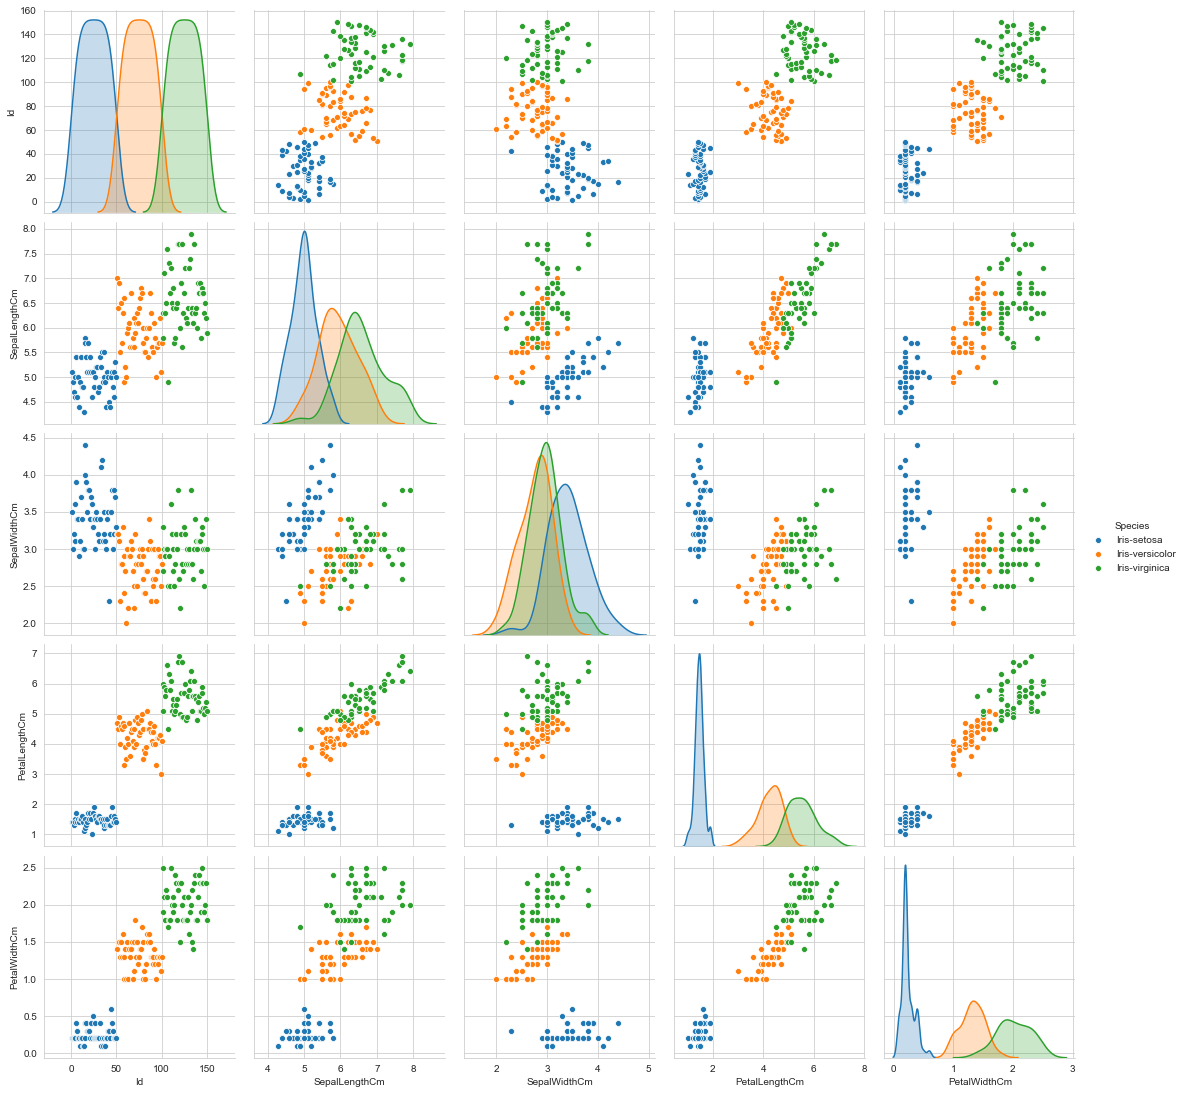 160
140
120
100
80
60
40
20
0
Id
8.0
7.5
7.0
6.5
6.0
5.5
5.0
4.5
SepalLengthCm
4.5
4.0
3.5
3.0
2.5
2.0
SepalWidthCm
Species
Iris-setosa
Iris-versicolor
Iris-virginica
7
6
5
4
3
2
1
PetalLengthCm
2.5
2.0
1.5
1.0
0.5
0.0
PetalWidthCm
0 50 100 150
Id
4 5 6 7 8
SepalLengthCm
2 3 4 5
SepalWidthCm
2 4 6 8
PetalLengthCm
0 1 2 3
PetalWidthCm